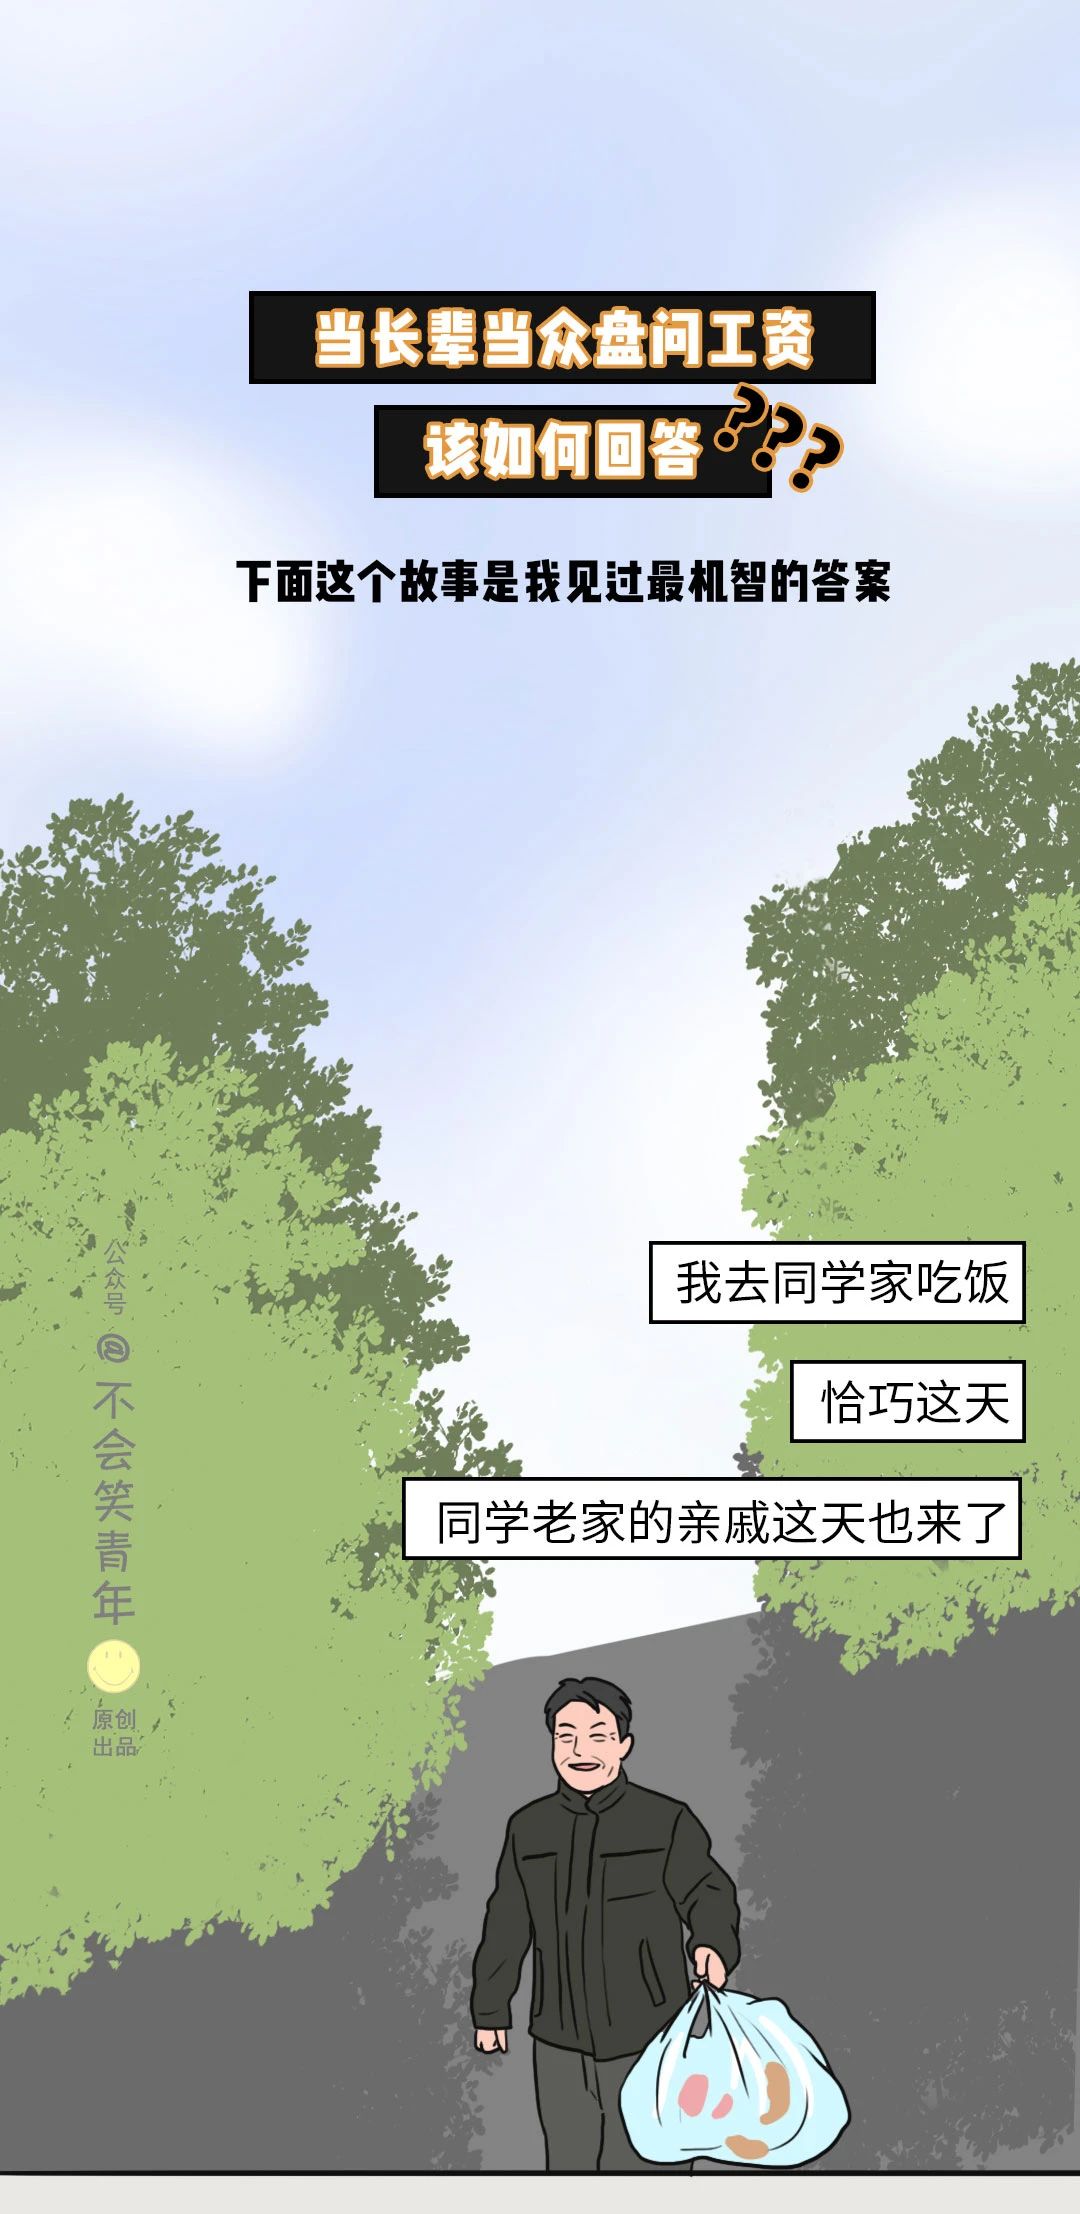 当长辈当众盘问工资
该如何回答???
下面这个故事是我见过最机智的答案
我去同学家吃饭
恰巧这天
同学老家的亲戚这天也来了
公众号
@不会笑青年
原创
出品